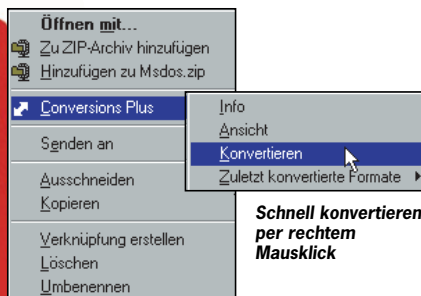 Öffnen mit...
Zu ZIP-Archiv hinzufügen
Hinzufügen zu Msdos.zip
Conversions Plus
Senden an
Ausschneiden
Kopieren
Verknüpfung erstellen
Löschen
Umbenennen
Info
Ansicht
Konvertieren
Zuletzt konvertierte Formate
Schnell konvertieren
per rechtem
Mausklick